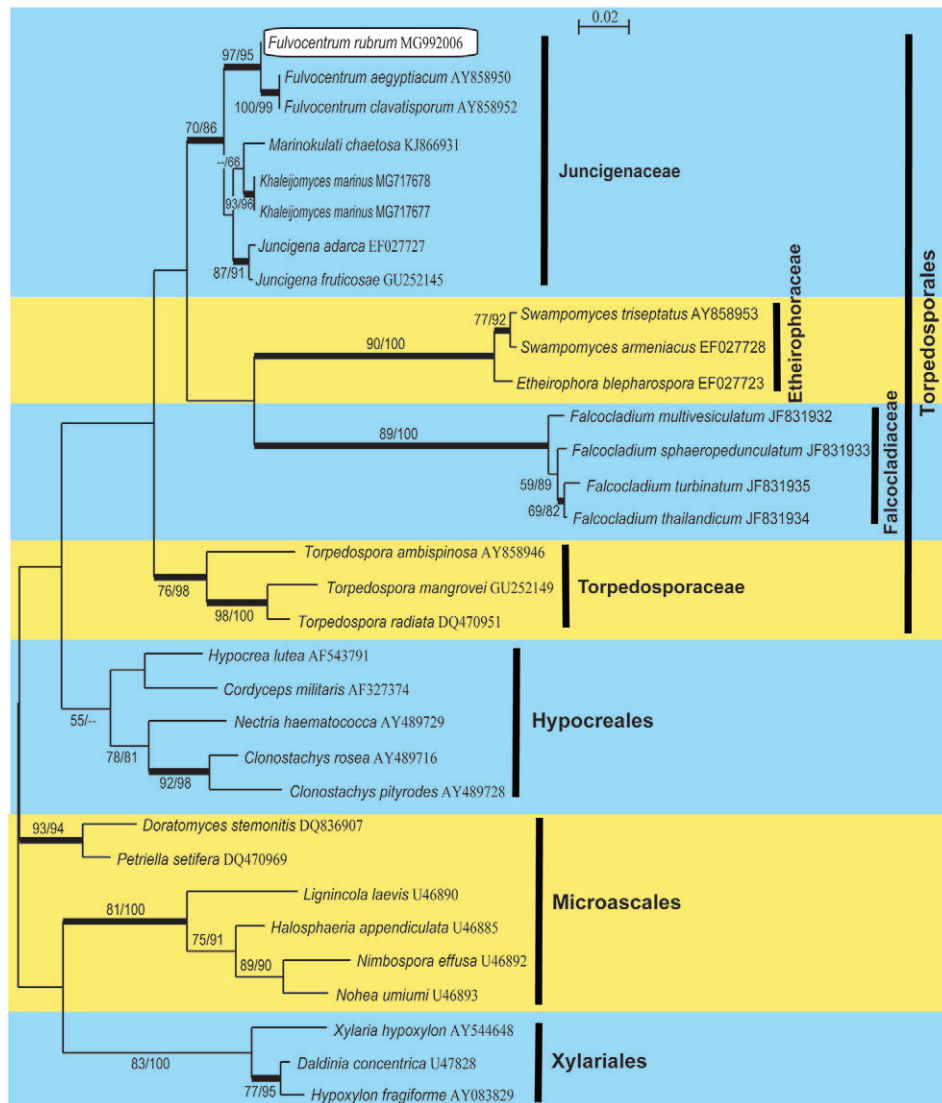 0.02
Fulvocentrum rubrum MG992006
97/95
Fulvocentrum aegyptiacum AY858950
100/99
Fulvocentrum clavatisporum AY858952
70/86
Marinokulati chaetosa KJ866931
--/66
Khaleijomyces marinus MG717678
93/96
Khaleijomyces marinus MG717677
Juncigena adarca EF027727
87/91
Juncigena fruticosae GU252145
Juncigenaceae
Swampomyces triseptatus AY858953
77/92
Swampomyces armeniacus EF027728
90/100
Etheirophora blepharospora EF027723
Etheirophoraceae
Falcocladium multivesiculatum JF831932
89/100
Falcocladium sphaeropedunculatum JF831933
59/89
Falcocladium turbinatum JF831935
69/82
Falcocladium thailandicum JF831934
Falcocladiaceae
Torpedospora ambispinosa AY858946
76/98
Torpedospora mangrovei GU252149
98/100
Torpedospora radiata DQ470951
Torpedosporaceae
Torpedosporales
Hypocrea lutea AF543791
Cordyceps militaris AF327374
55/--
Nectria haematococca AY489729
78/81
Clonostachys rosea AY489716
92/98
Clonostachys pityrodes AY489728
Hypocreales
Doratomyces stemonitis DQ836907
93/94
Petriella setifera DQ470969
Lignincola laevis U46890
81/100
Halosphaeria appendiculata U46885
75/91
Nimbospora effusa U46892
89/90
Nohea umiumi U46893
Microascales
Xylaria hypoxylon AY544648
83/100
Daldinia concentrica U47828
77/95
Hypoxylon fragiforme AY083829
Xylariales